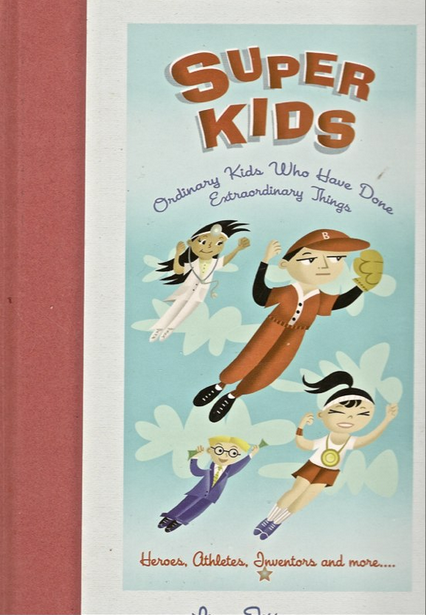 SUPER
KIDS
Ordinary Kids Who Have Done
Extraordinary Things
B
Heroes, Athletes, Inventors and more....